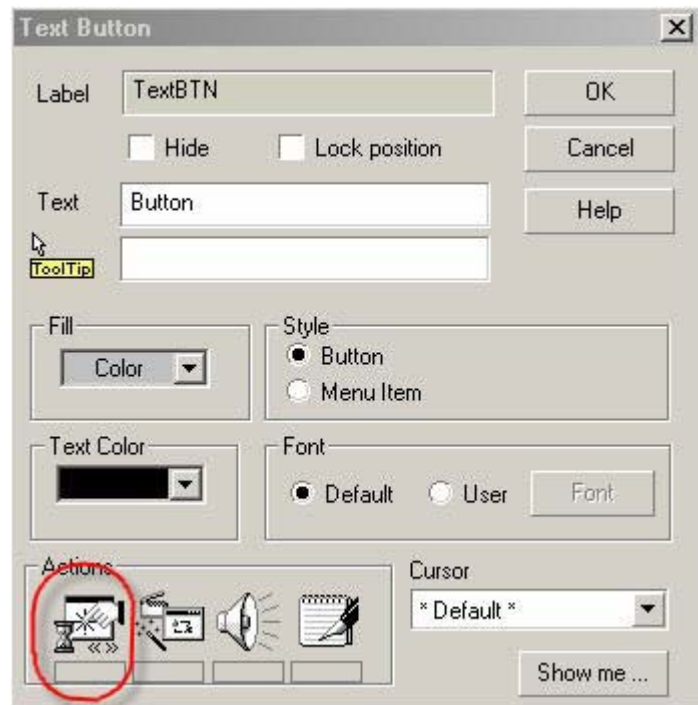 Text Button
Label TextBTN OK
Hide Lock position Cancel
Text Button Help
ToolTip
Fill Style
Color Button
Menu Item
Text Color Font
Default User Font
Actions Cursor
* Default *
Show me ...